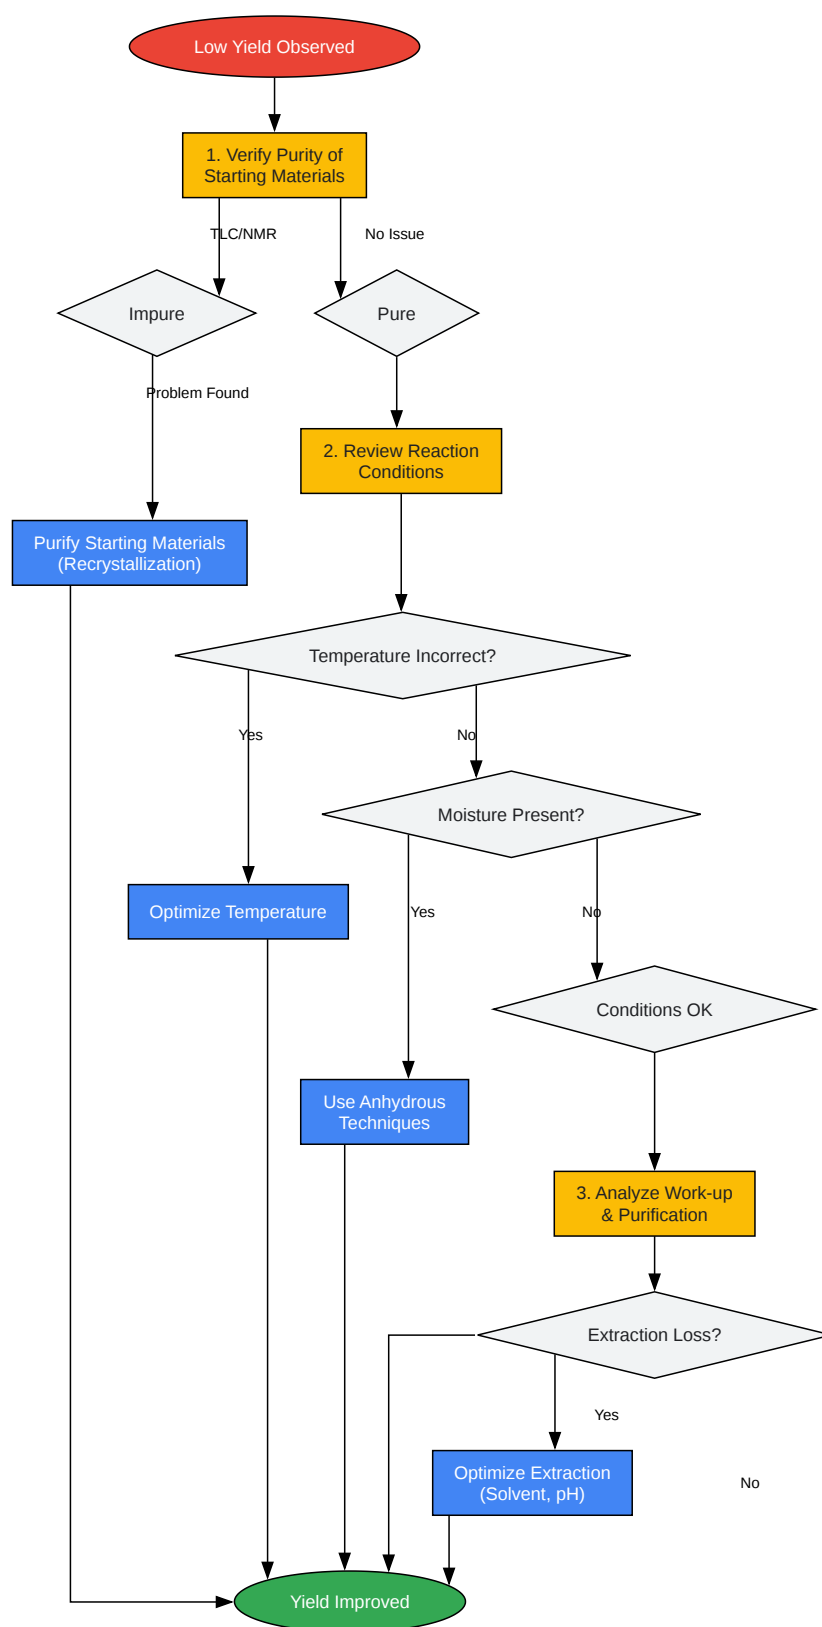 Low Yield Observed
1. Verify Purity of
Starting Materials
TLC/NMR
No Issue
Impure
Pure
Problem Found
2. Review Reaction
Conditions
Purify Starting Materials
(Recrystallization)
Temperature Incorrect?
Yes
No
Moisture Present?
Optimize Temperature
Yes
No
Conditions OK
Use Anhydrous
Techniques
3. Analyze Work-up
& Purification
Extraction Loss?
Yes
Optimize Extraction
(Solvent, pH)
No
Yield Improved